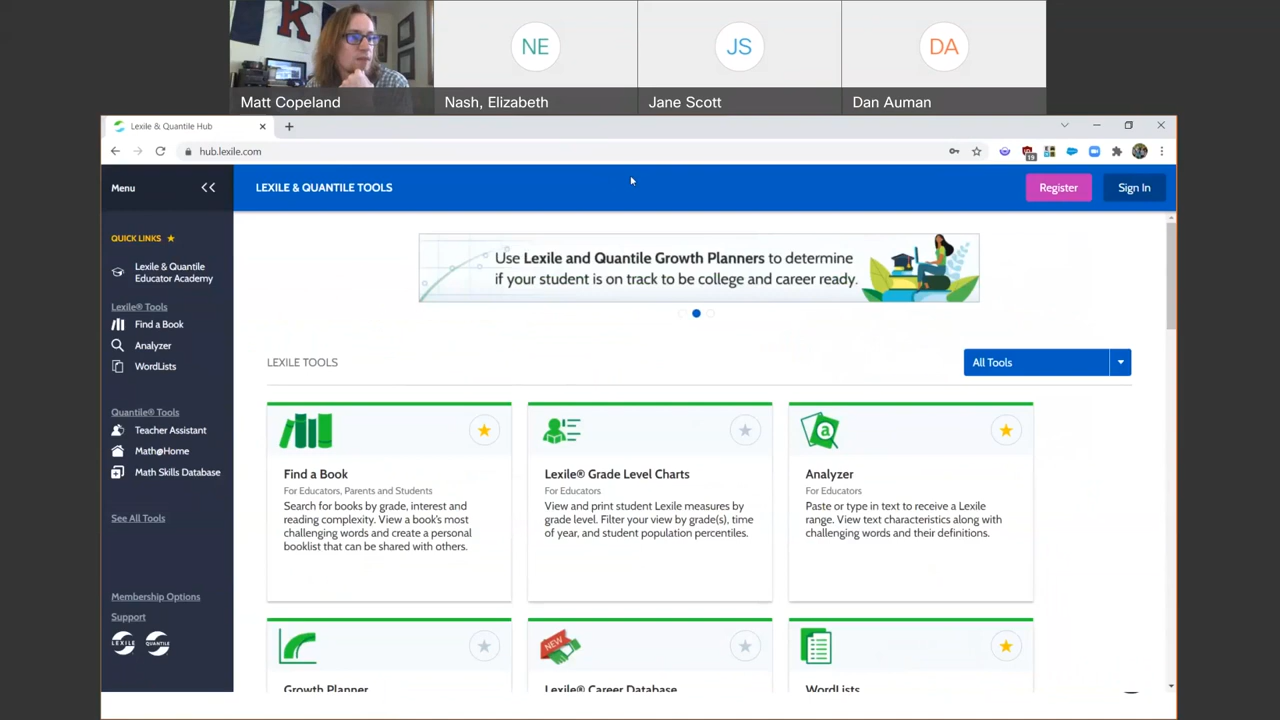 K
NE
JS
DA
Matt Copeland
Nash, Elizabeth
Jane Scott
Dan Auman
Lexile & Quantile Hub
hub.lexile.com
19
Menu
LEXILE & QUANTILE TOOLS
Register
Sign In
QUICK LINKS
Lexile & Quantile
Educator Academy
Lexile® Tools
Find a Book
Analyzer
WordLists
Quantile® Tools
Teacher Assistant
Math@Home
Math Skills Database
See All Tools
Membership Options
Support
LEXILE
QUANTILE
Use Lexile and Quantile Growth Planners to determine
if your student is on track to be college and career ready.
LEXILE TOOLS
All Tools
Find a Book
For Educators, Parents and Students
Search for books by grade, interest and
reading complexity. View a book's most
challenging words and create a personal
booklist that can be shared with others.
Lexile® Grade Level Charts
For Educators
View and print student Lexile measures by
grade level. Filter your view by grade(s), time
of year, and student population percentiles.
a
Analyzer
For Educators
Paste or type in text to receive a Lexile
range. View text characteristics along with
challenging words and their definitions.
Growth Planner
NEW
Lexile® Career Database
WordLists